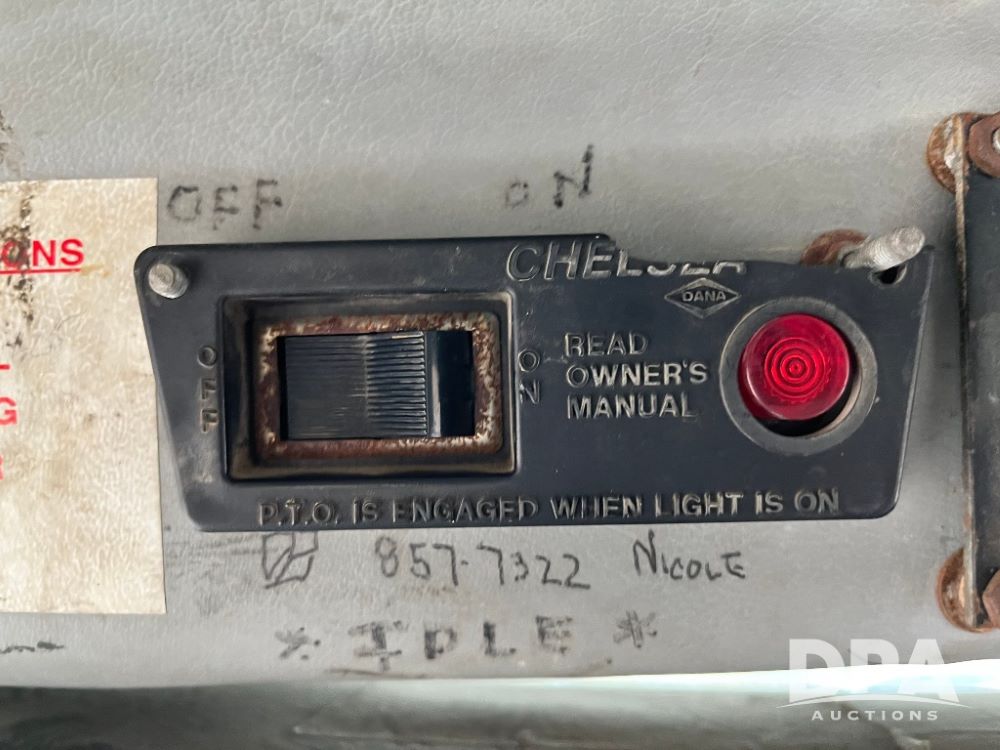 OFF
ON
ONS
CHELSEA
DANA
OFF
ON
READ
OWNER'S
MANUAL
G
P.T.O. IS ENGAGED WHEN LIGHT IS ON
857-7322 NICOLE
* IDLE *
DPA
AUCTIONS